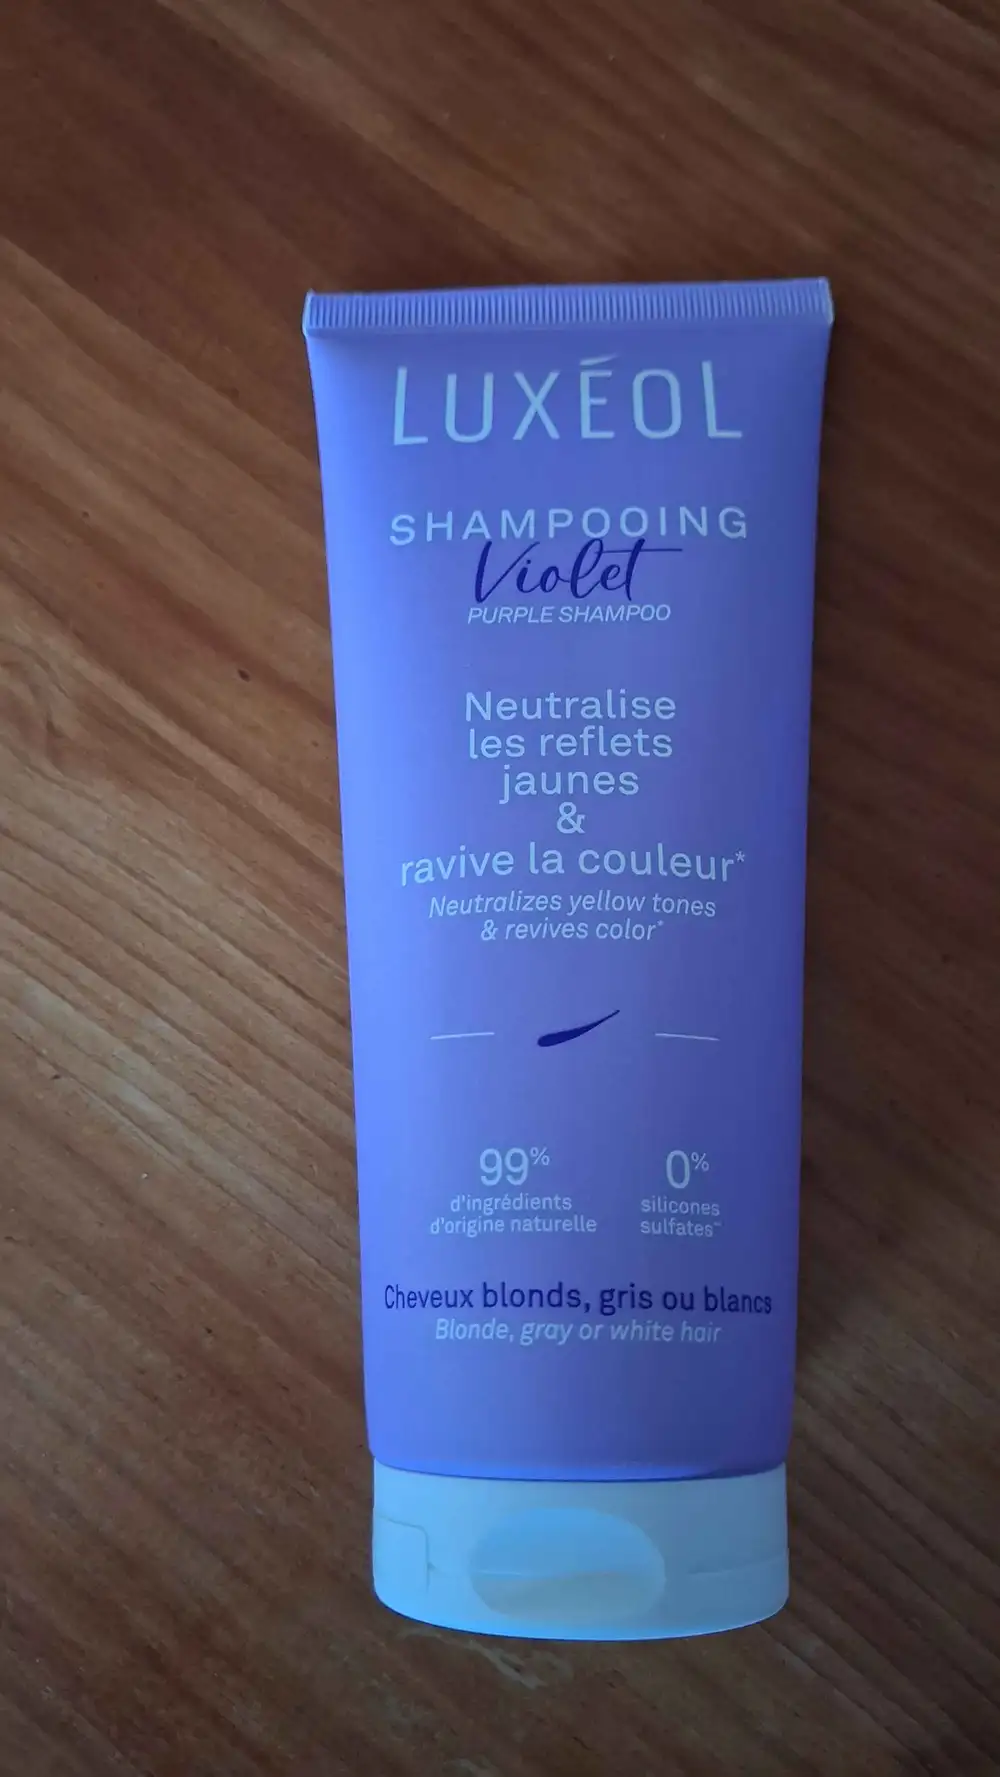 LUXÉOL
SHAMPOOING
Violet
PURPLE SHAMPOO
Neutralise
les reflets
jaunes
&
ravive la couleur*
Neutralizes yellow tones
& revives color*
99%
d'ingrédients
d'origine naturelle
0%
silicones
sulfates**
Cheveux blonds, gris ou blancs
Blonde, gray or white hair